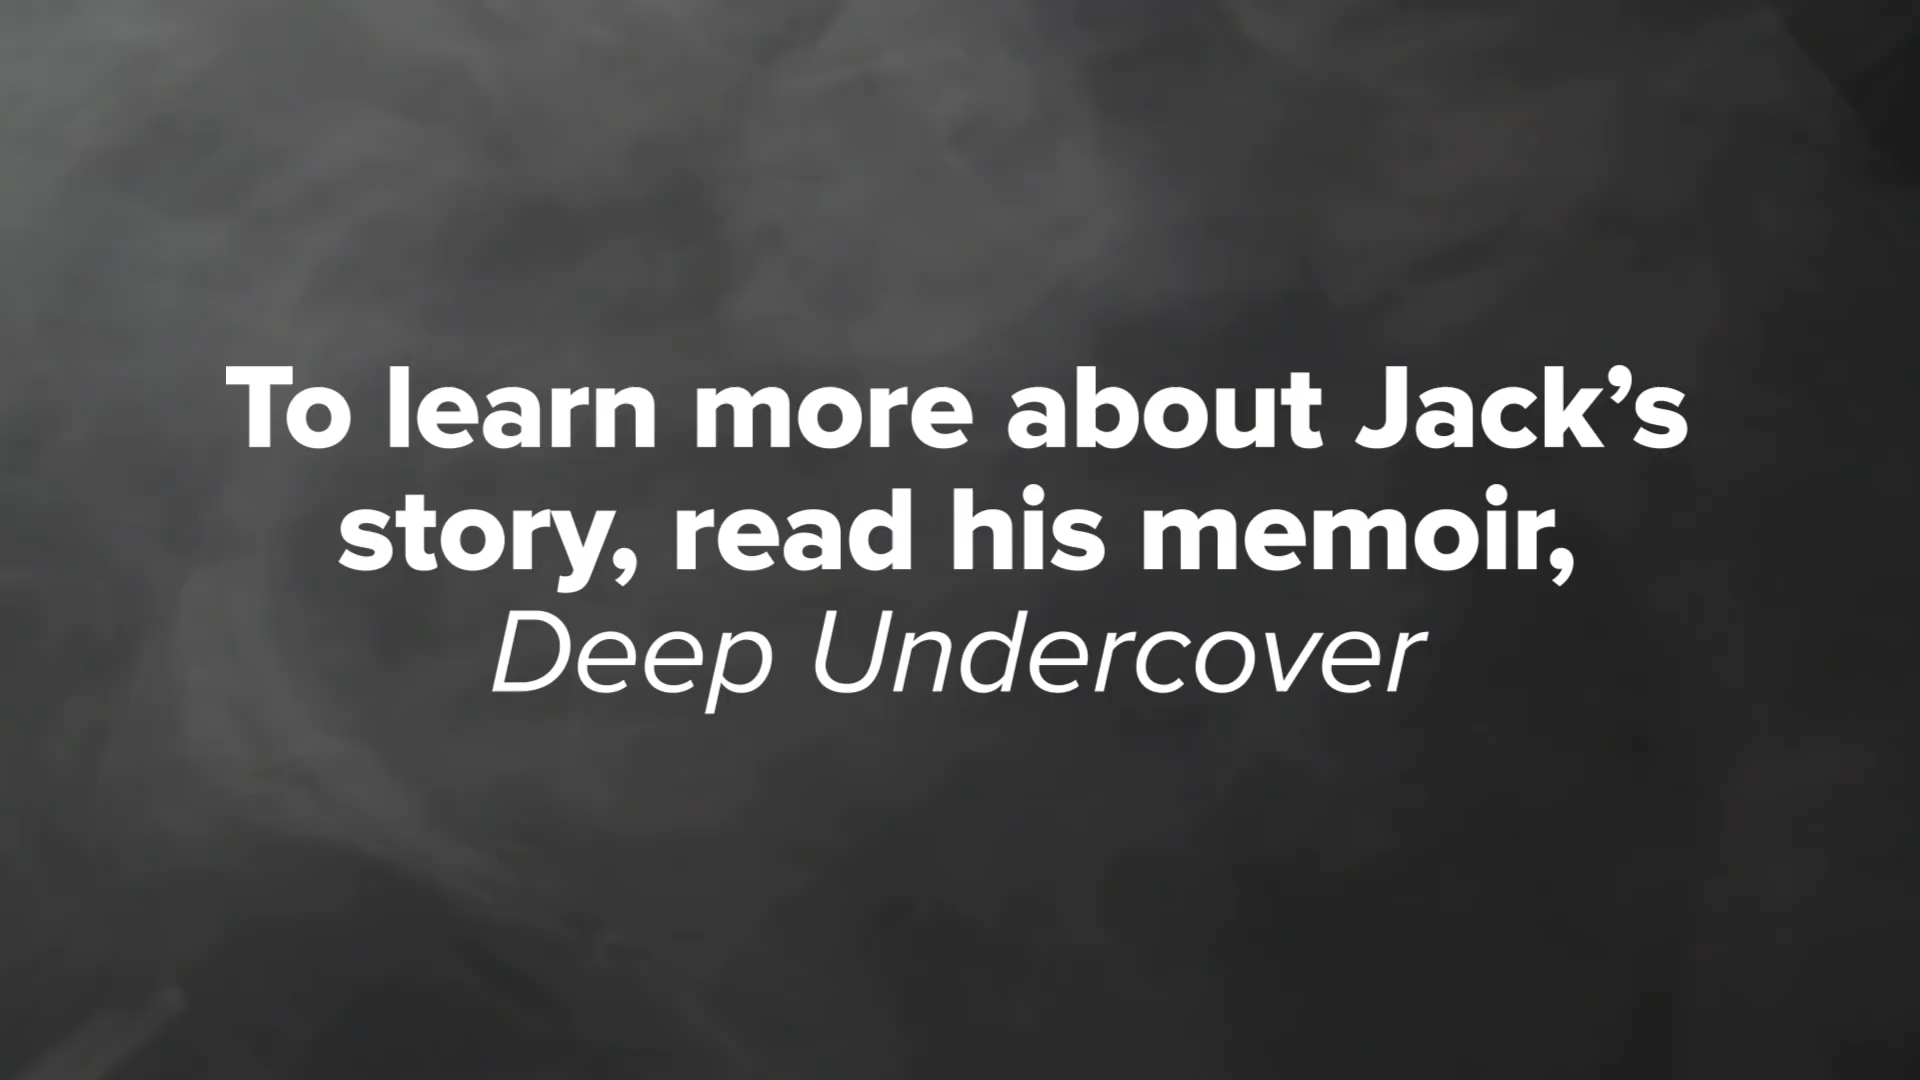 To learn more about Jack’s
story, read his memoir,
Deep Undercover